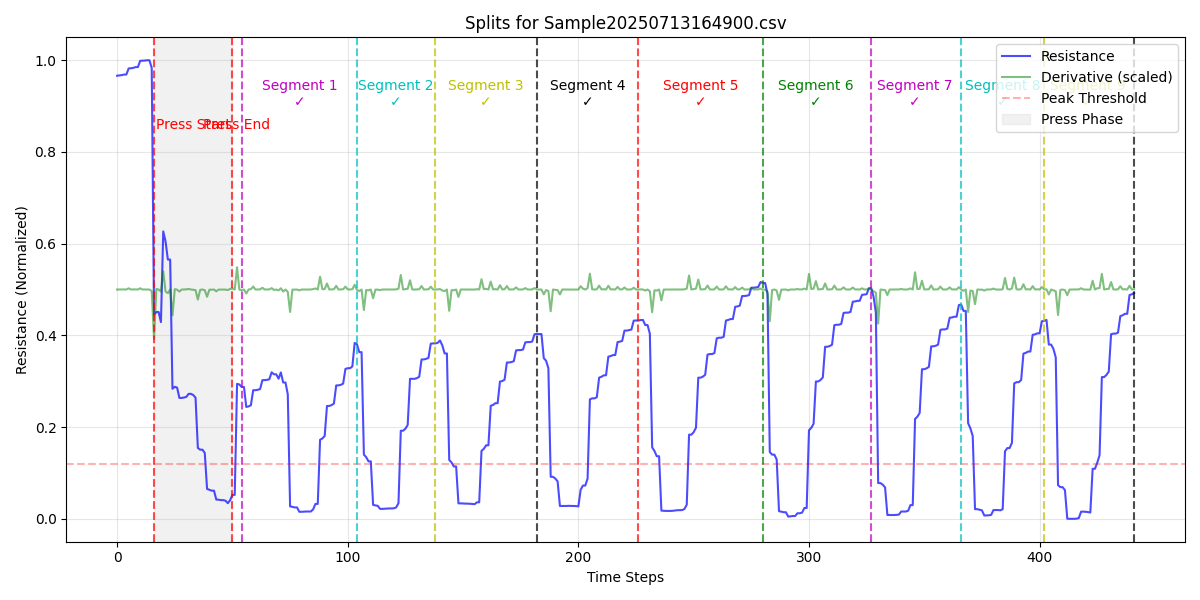 Splits for Sample20250713164900.csv
Resistance
Derivative (scaled)
Peak Threshold
Press Phase
Segment 1
✓
Segment 2
✓
Segment 3
✓
Segment 4
✓
Segment 5
✓
Segment 6
✓
Segment 7
✓
Segment 8
✓
Press Start
Press End
Resistance (Normalized)
1.0
0.8
0.6
0.4
0.2
0.0
0
100
200
300
400
Time Steps